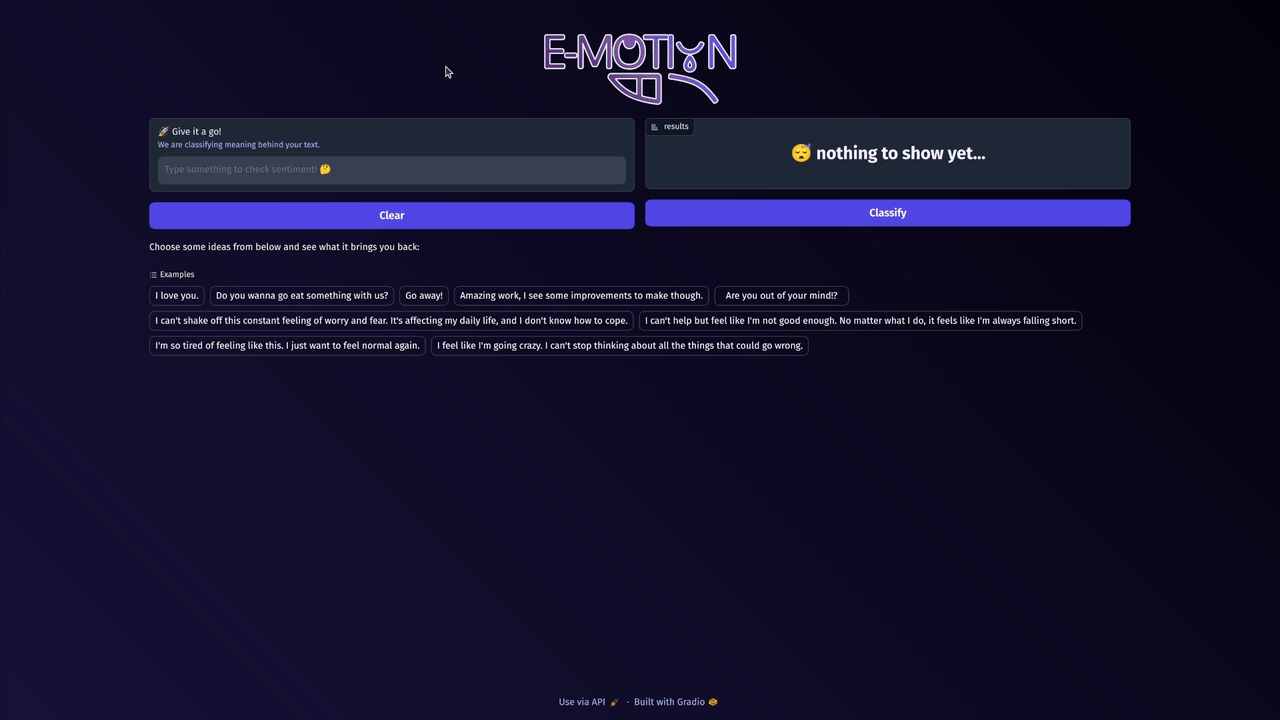 E-MOTION
🚀 Give it a go!
We are classifying meaning behind your text.
Type something to check sentiment! 🤔
results
😴 nothing to show yet...
Clear
Classify
Choose some ideas from below and see what it brings you back:
Examples
I love you.
Do you wanna go eat something with us?
Go away!
Amazing work, I see some improvements to make though.
Are you out of your mind!?
I can't shake off this constant feeling of worry and fear. It's affecting my daily life, and I don't know how to cope.
I can't help but feel like I'm not good enough. No matter what I do, it feels like I'm always falling short.
I'm so tired of feeling like this. I just want to feel normal again.
I feel like I'm going crazy. I can't stop thinking about all the things that could go wrong.
Use via API · Built with Gradio